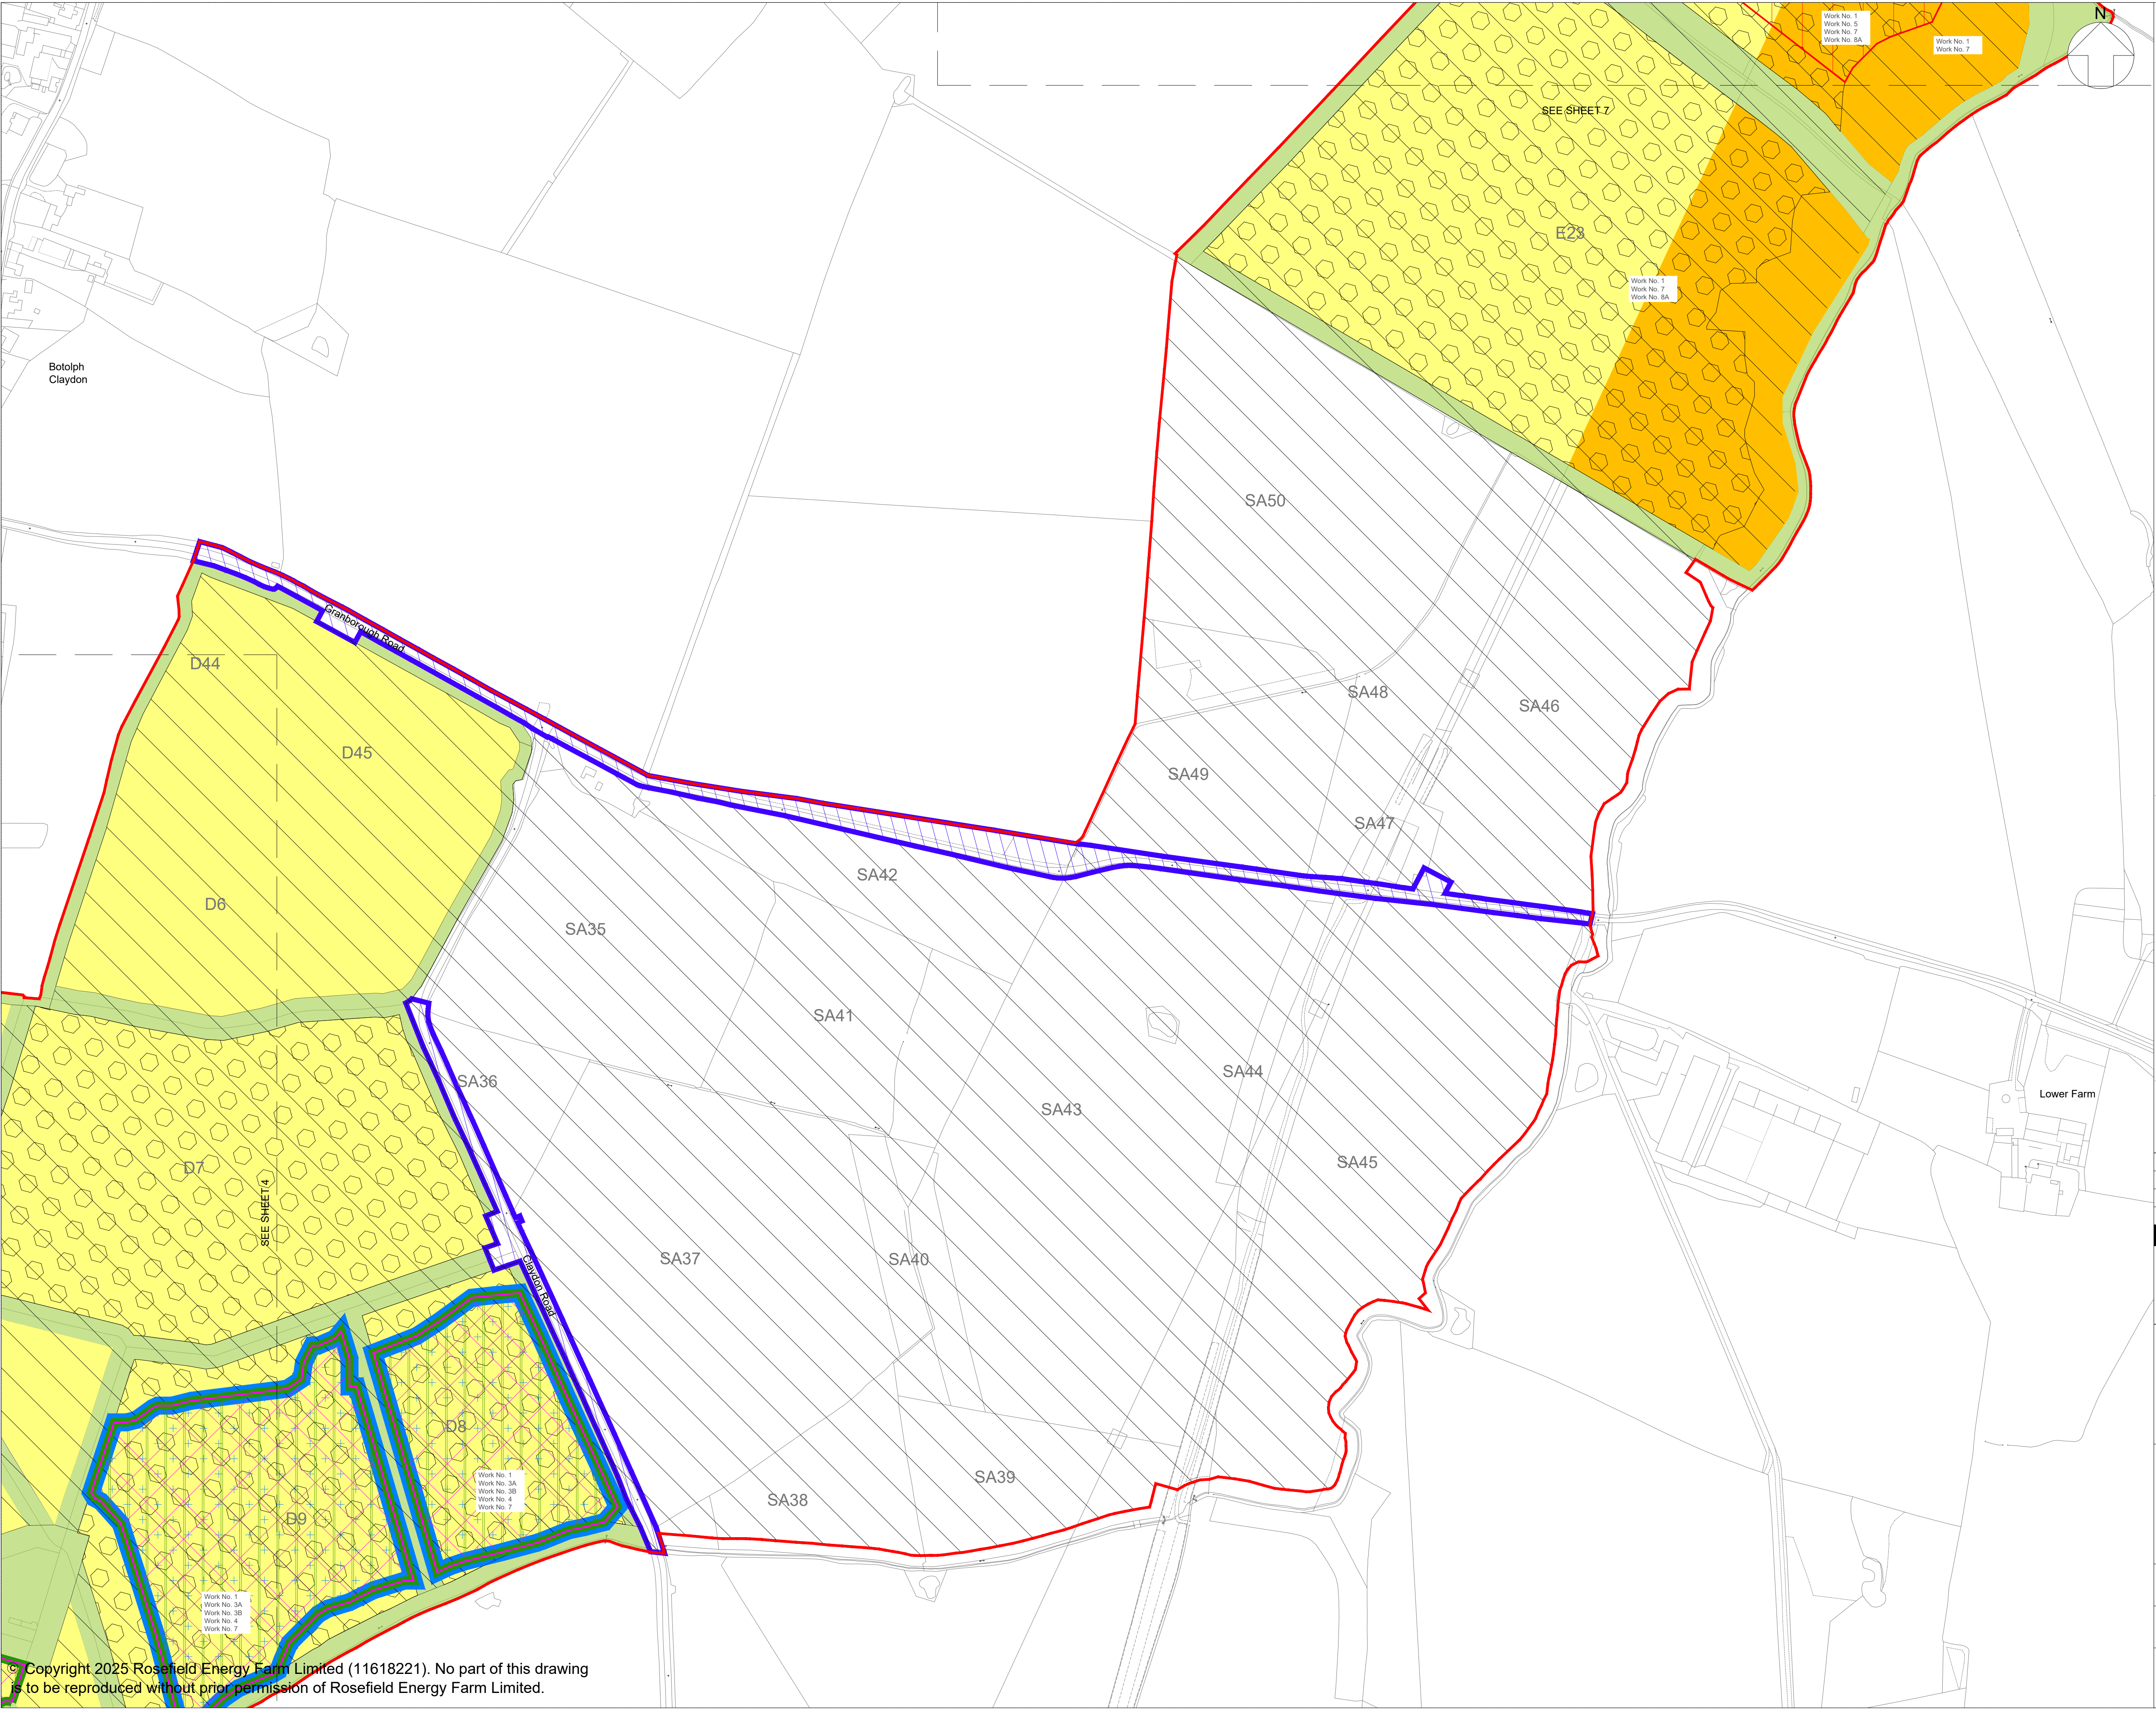 Work No. 1
Work No. 5
Work No. 7
Work No. 8A
Work No. 1
Work No. 7
N
SEE SHEET 7
E23
Work No. 1
Work No. 7
Work No. 8A
Botolph
Claydon
SA50
Granborough Road
D44
D45
SA48
SA46
SA49
SA47
SA42
D6
SA35
SA41
SA44
SA36
SA43
Lower Farm
D7
SEE SHEET 4
SA45
SA37
SA40
Claydon Road
D8
Work No. 1
Work No. 3A
Work No. 3B
Work No. 4
Work No. 7
SA39
SA38
D9
Work No. 1
Work No. 3A
Work No. 3B
Work No. 4
Work No. 7
© Copyright 2025 Rosefield Energy Farm Limited (11618221). No part of this drawing
is to be reproduced without prior permission of Rosefield Energy Farm Limited.